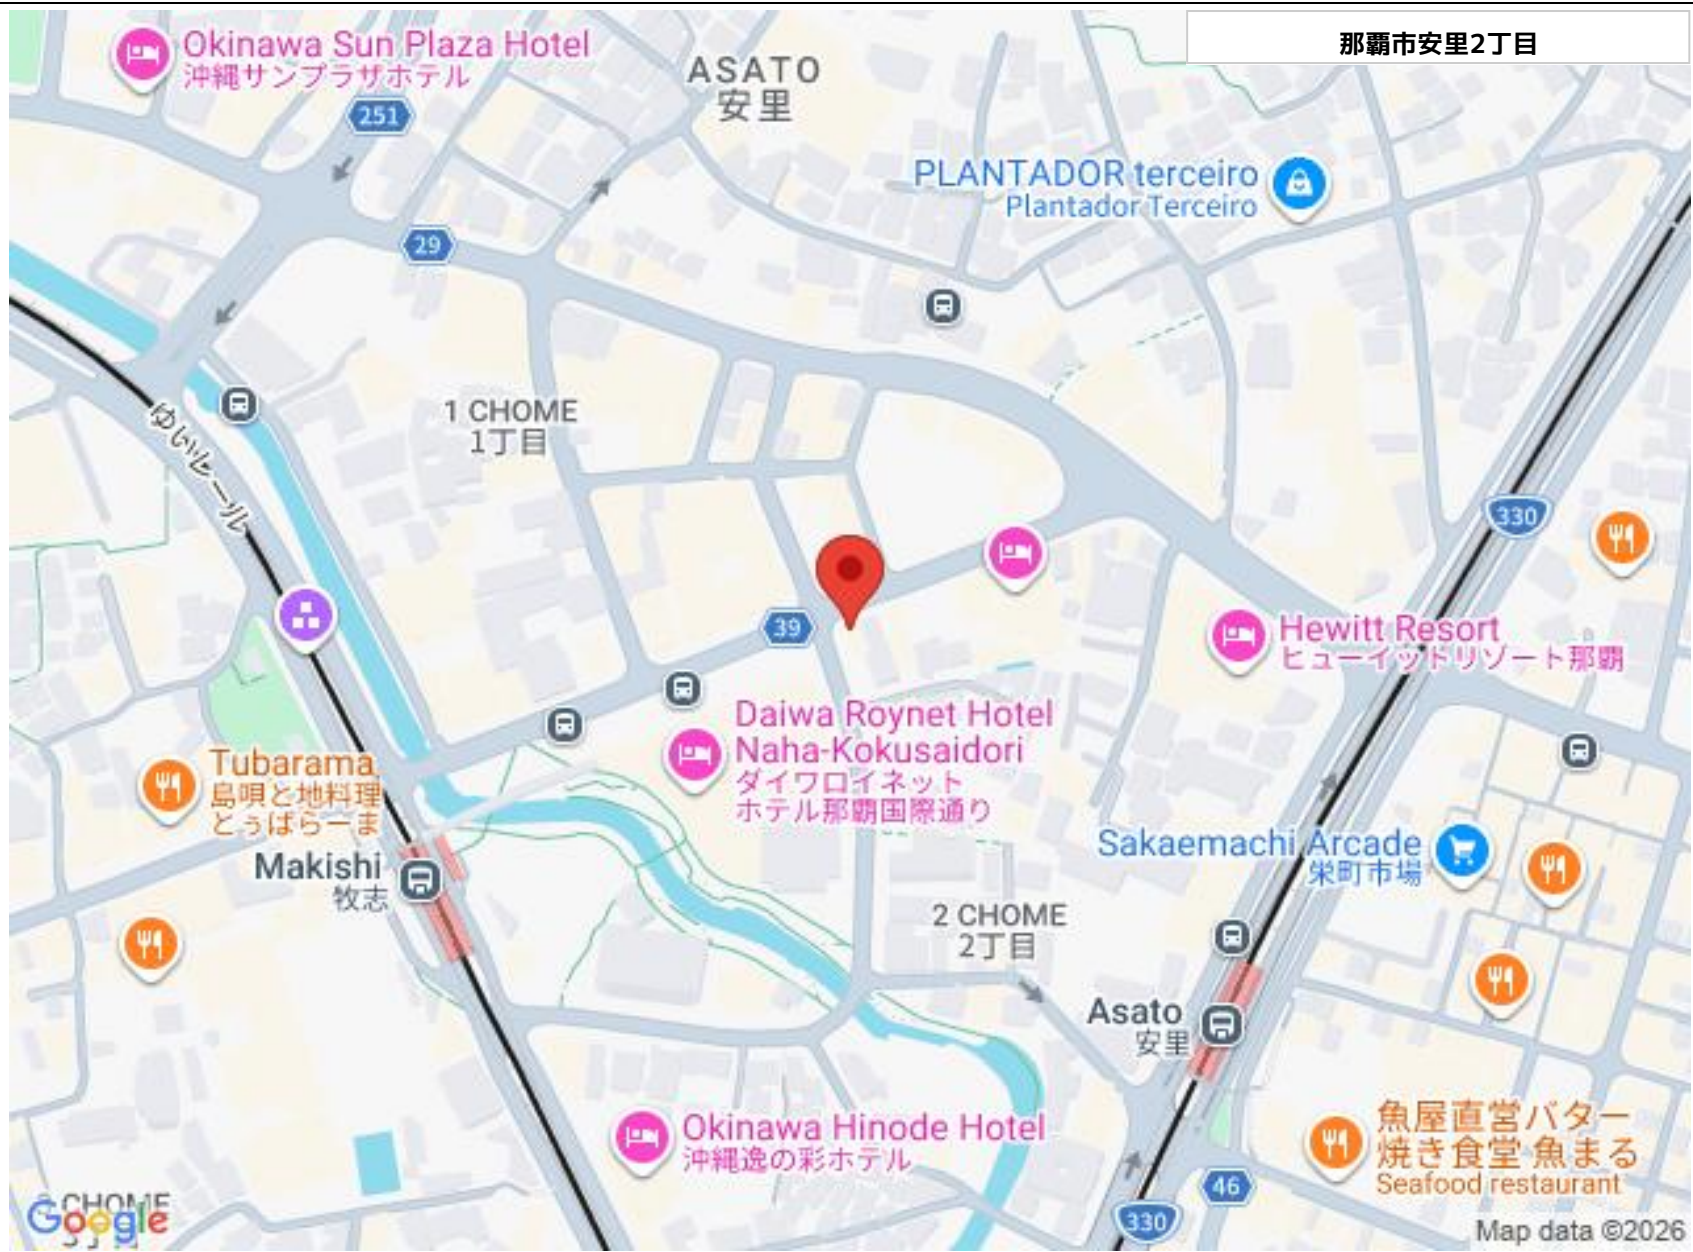 那覇市安里2丁目
Okinawa Sun Plaza Hotel
沖縄サンプラザホテル
ASATO
安里
251
PLANTADOR terceiro
Plantador Terceiro
29
1 CHOME
1丁目
ゆいレール
330
39
Hewitt Resort
ヒューイットリゾート那覇
Daiwa Roynet Hotel
Naha-Kokusaidori
ダイワロイネット
ホテル那覇国際通り
Tubarama
島唄と地料理
とぅばらーま
Makishi
牧志
Sakaemachi Arcade
栄町市場
2 CHOME
2丁目
Asato
安里
Okinawa Hinode Hotel
沖縄逸の彩ホテル
魚屋直営バター
焼き食堂 魚まる
Seafood restaurant
46
330
CHOME
Google
Map data ©2026